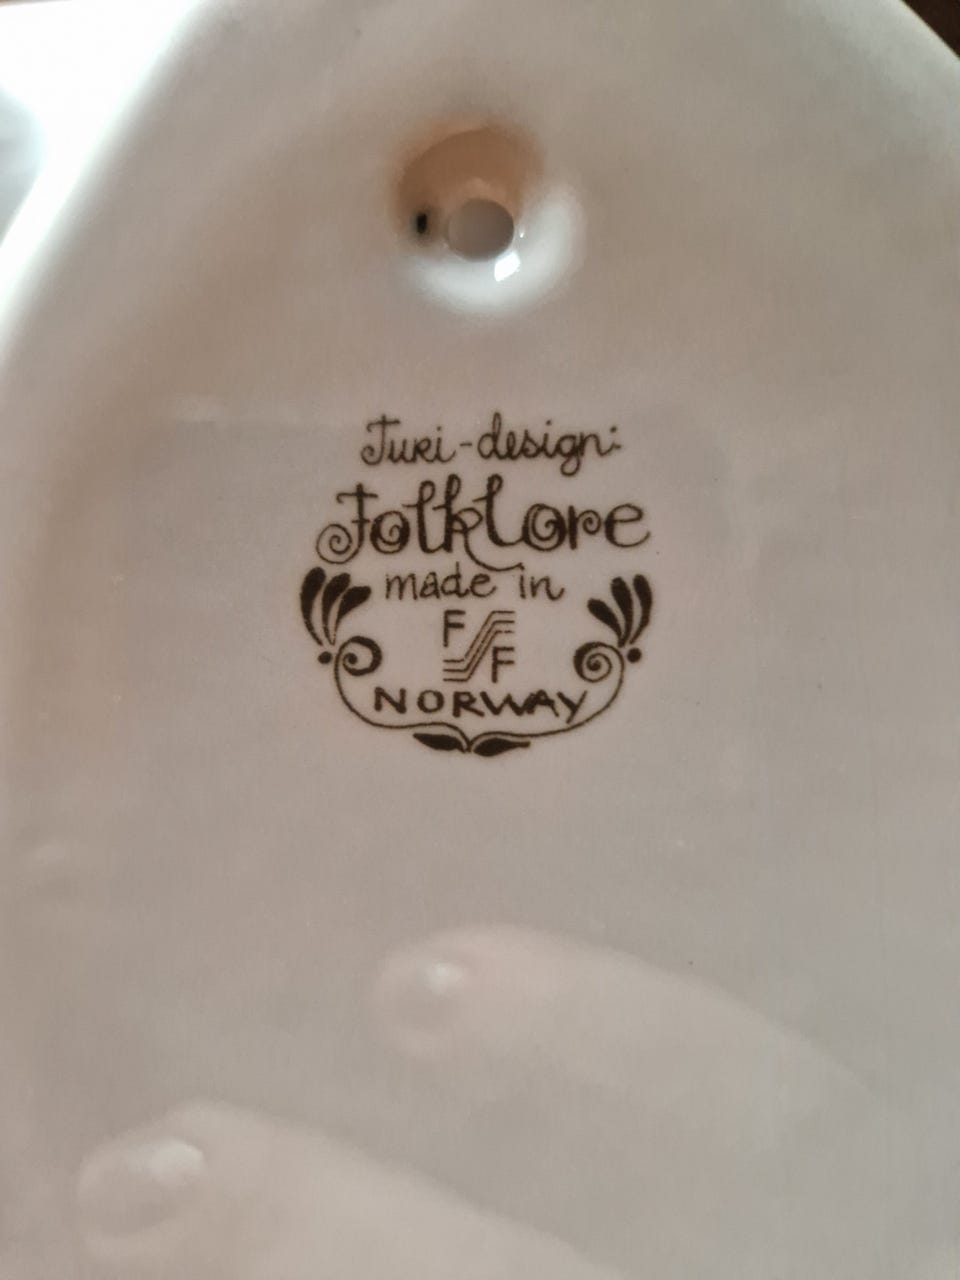 Turi-design:
Folklore
made in
F
F
NORWAY